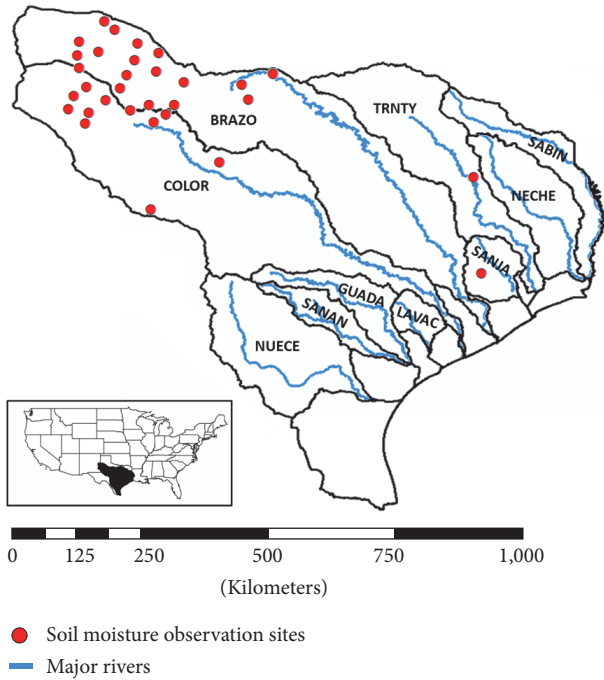 BRAZO
TRNTY
SABIN
COLOR
NECHE
SANJA
GUADA
LAVAC
SANAN
NUECE
0 125 250 500 750 1,000
(Kilometers)
Soil moisture observation sites
Major rivers